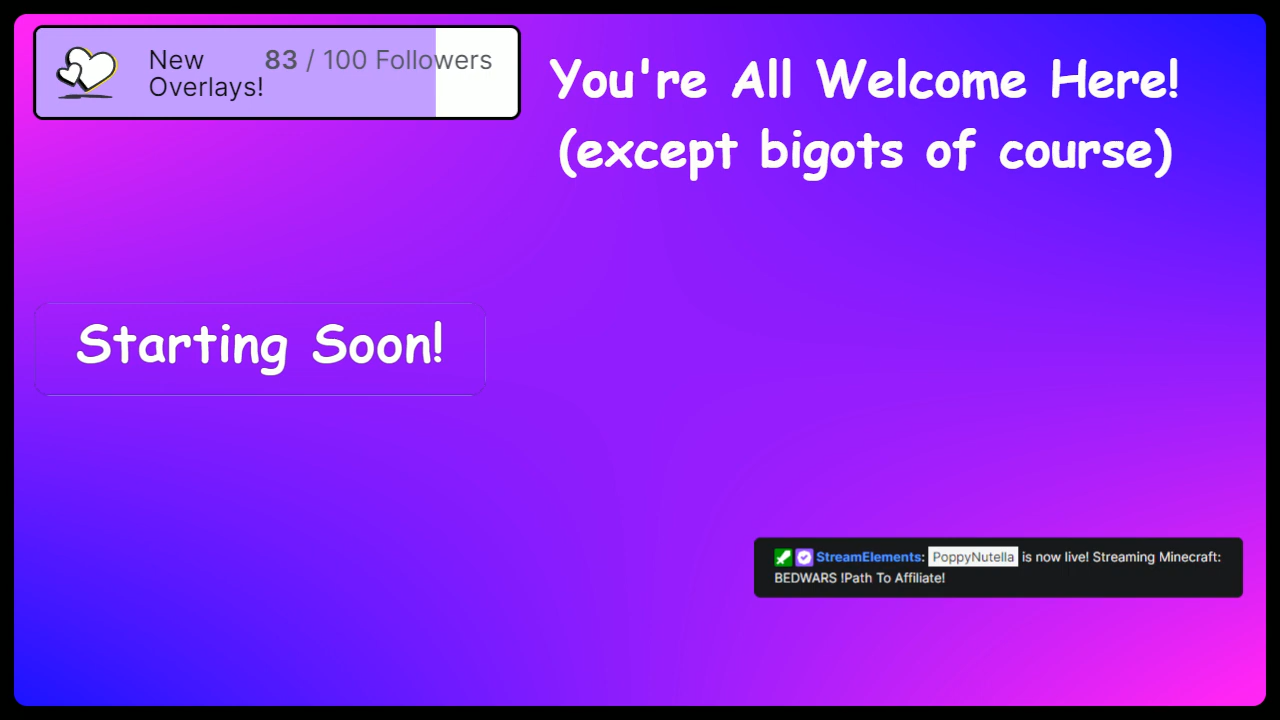 New
Overlays!
83 / 100 Followers
You're All Welcome Here!
(except bigots of course)
Starting Soon!
StreamElements: PoppyNutella is now live! Streaming Minecraft:
BEDWARS !Path To Affiliate!